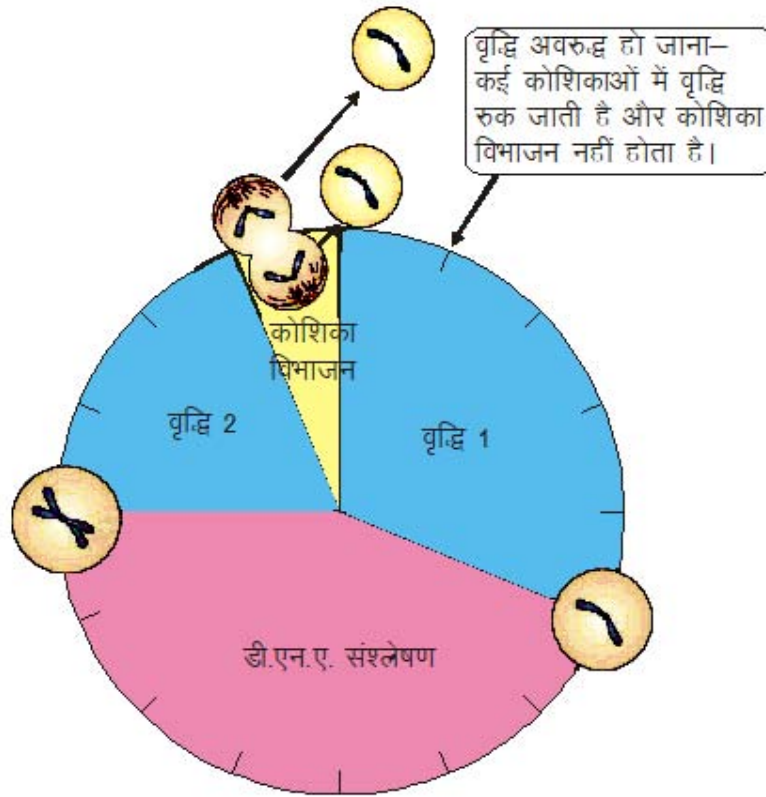 वृद्धि अवरुद्ध हो जाना–
कई कोशिकाओं में वृद्धि
रुक जाती है और कोशिका
विभाजन नहीं होता है।
कोशिका
विभाजन
वृद्धि 2
वृद्धि 1
डी.एन.ए. संश्लेषण